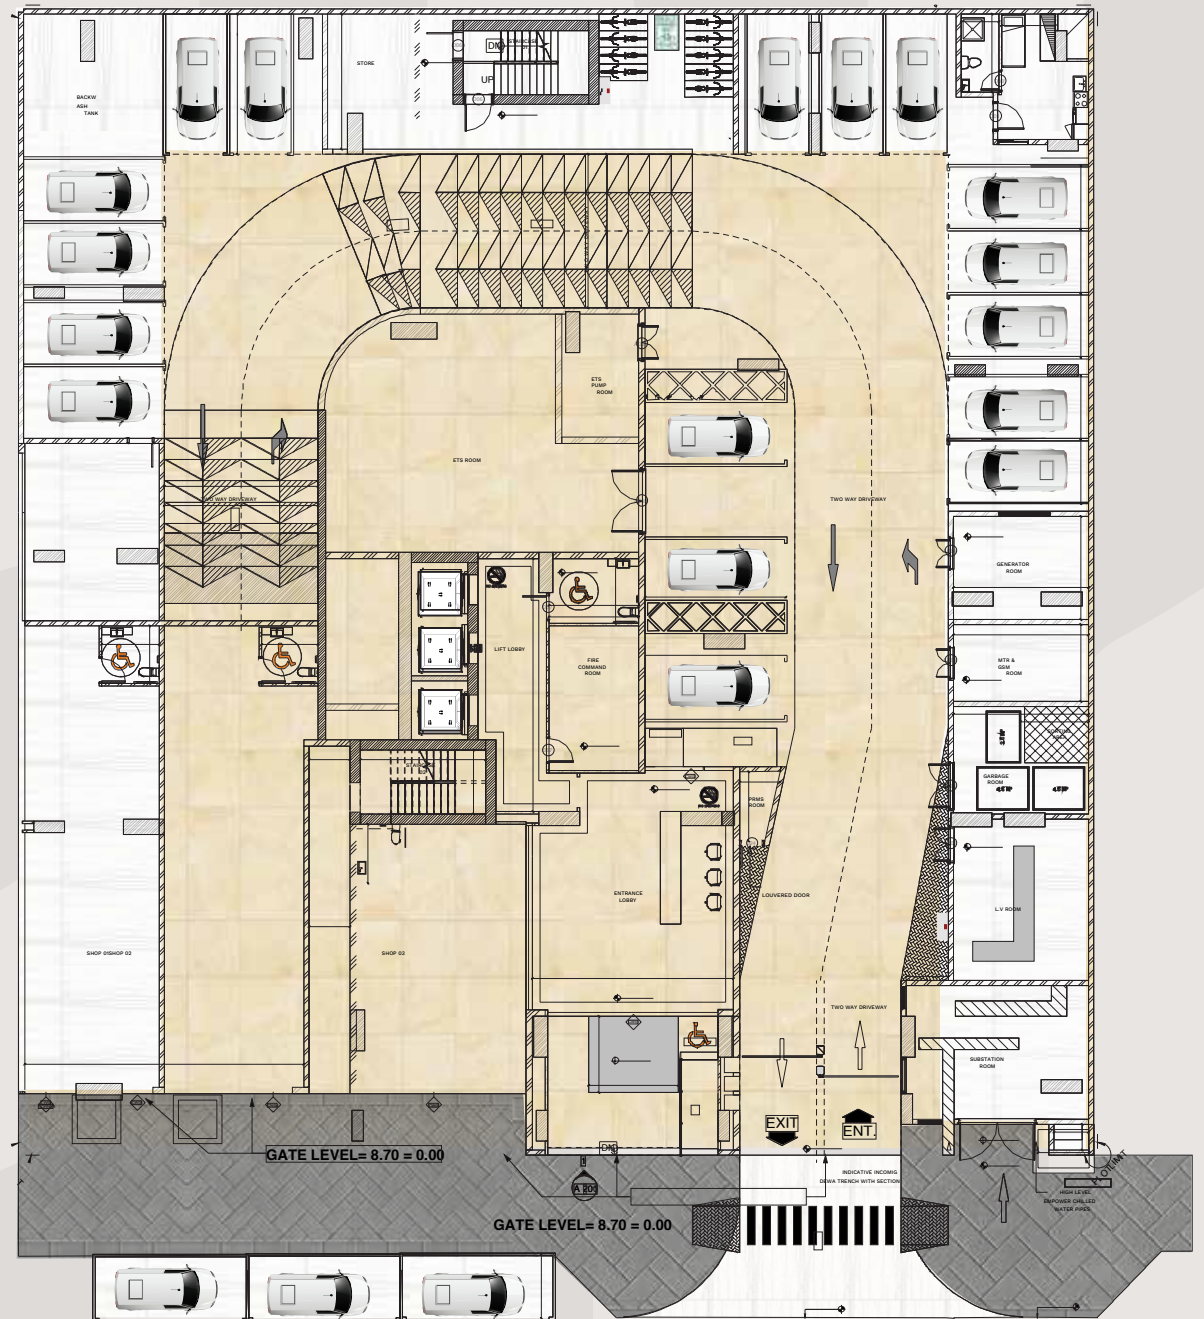 STORE
DN
UP
BACKW
ASH
TANK
ETS
PUMP
ROOM
ETS ROOM
TWO WAY DRIVEWAY
WO WAY DRIVEWAY
GENERATOR
ROOM
LIFT LOBBY
FIRE
COMMAND
ROOM
MTR &
GSM
ROOM
GARBAGE
ROOM
PRMS
ROOM
ENTRANCE
LOBBY
LOUVERED DOOR
L.V ROOM
SHOP 01SHOP 02
SHOP 03
TWO WAY DRIVEWAY
SUBSTATION
ROOM
EXIT
ENT.
DN
GATE LEVEL= 8.70 = 0.00
A 201
INDICATIVE INCOMIG
DEWA TRENCH WITH SECTION
GATE LEVEL= 8.70 = 0.00
HIGH LEVEL
EMPOWER CHILLED
WATER PIPES